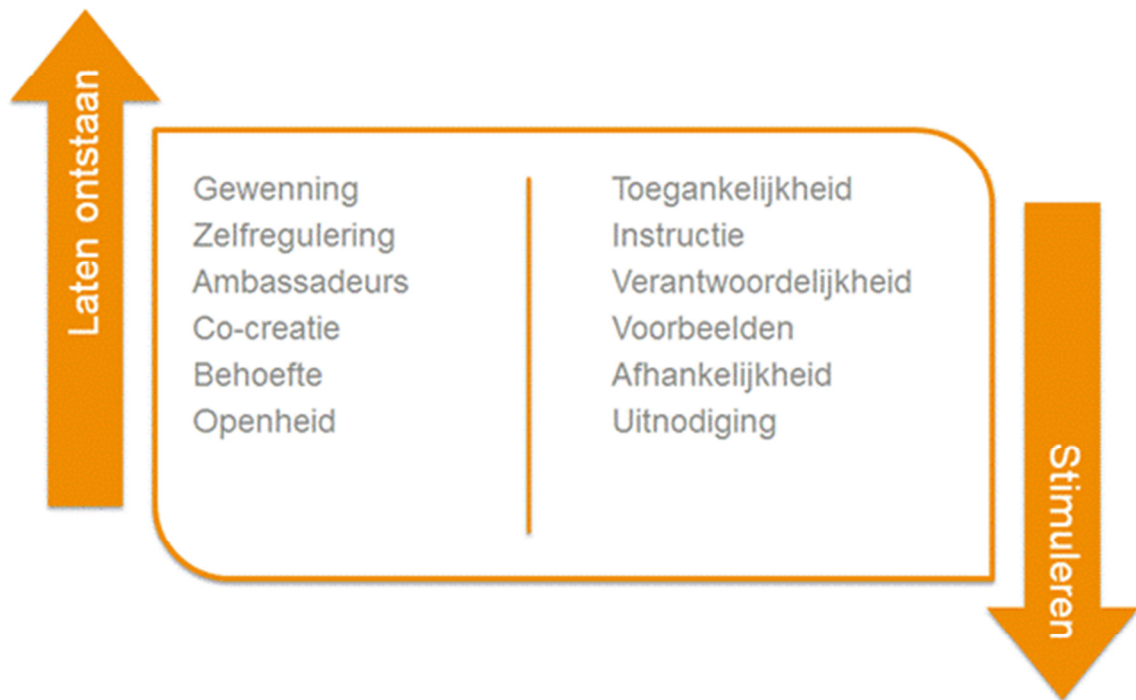 Laten ontstaan
Gewenning
Zelfregulering
Ambassadeurs
Co-creatie
Behoefte
Openheid
Toegankelijkheid
Instructie
Verantwoordelijkheid
Voorbeelden
Afhankelijkheid
Uitnodiging
Stimuleren